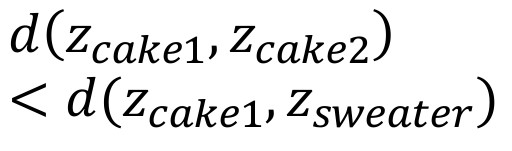 d(z_{cake1}, z_{cake2})
< d(z_{cake1}, z_{sweater})